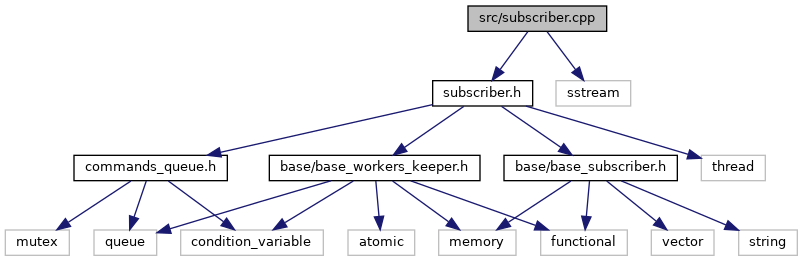 src/subscriber.cpp
subscriber.h
sstream
commands_queue.h
base/base_workers_keeper.h
base/base_subscriber.h
thread
mutex
queue
condition_variable
atomic
memory
functional
vector
string